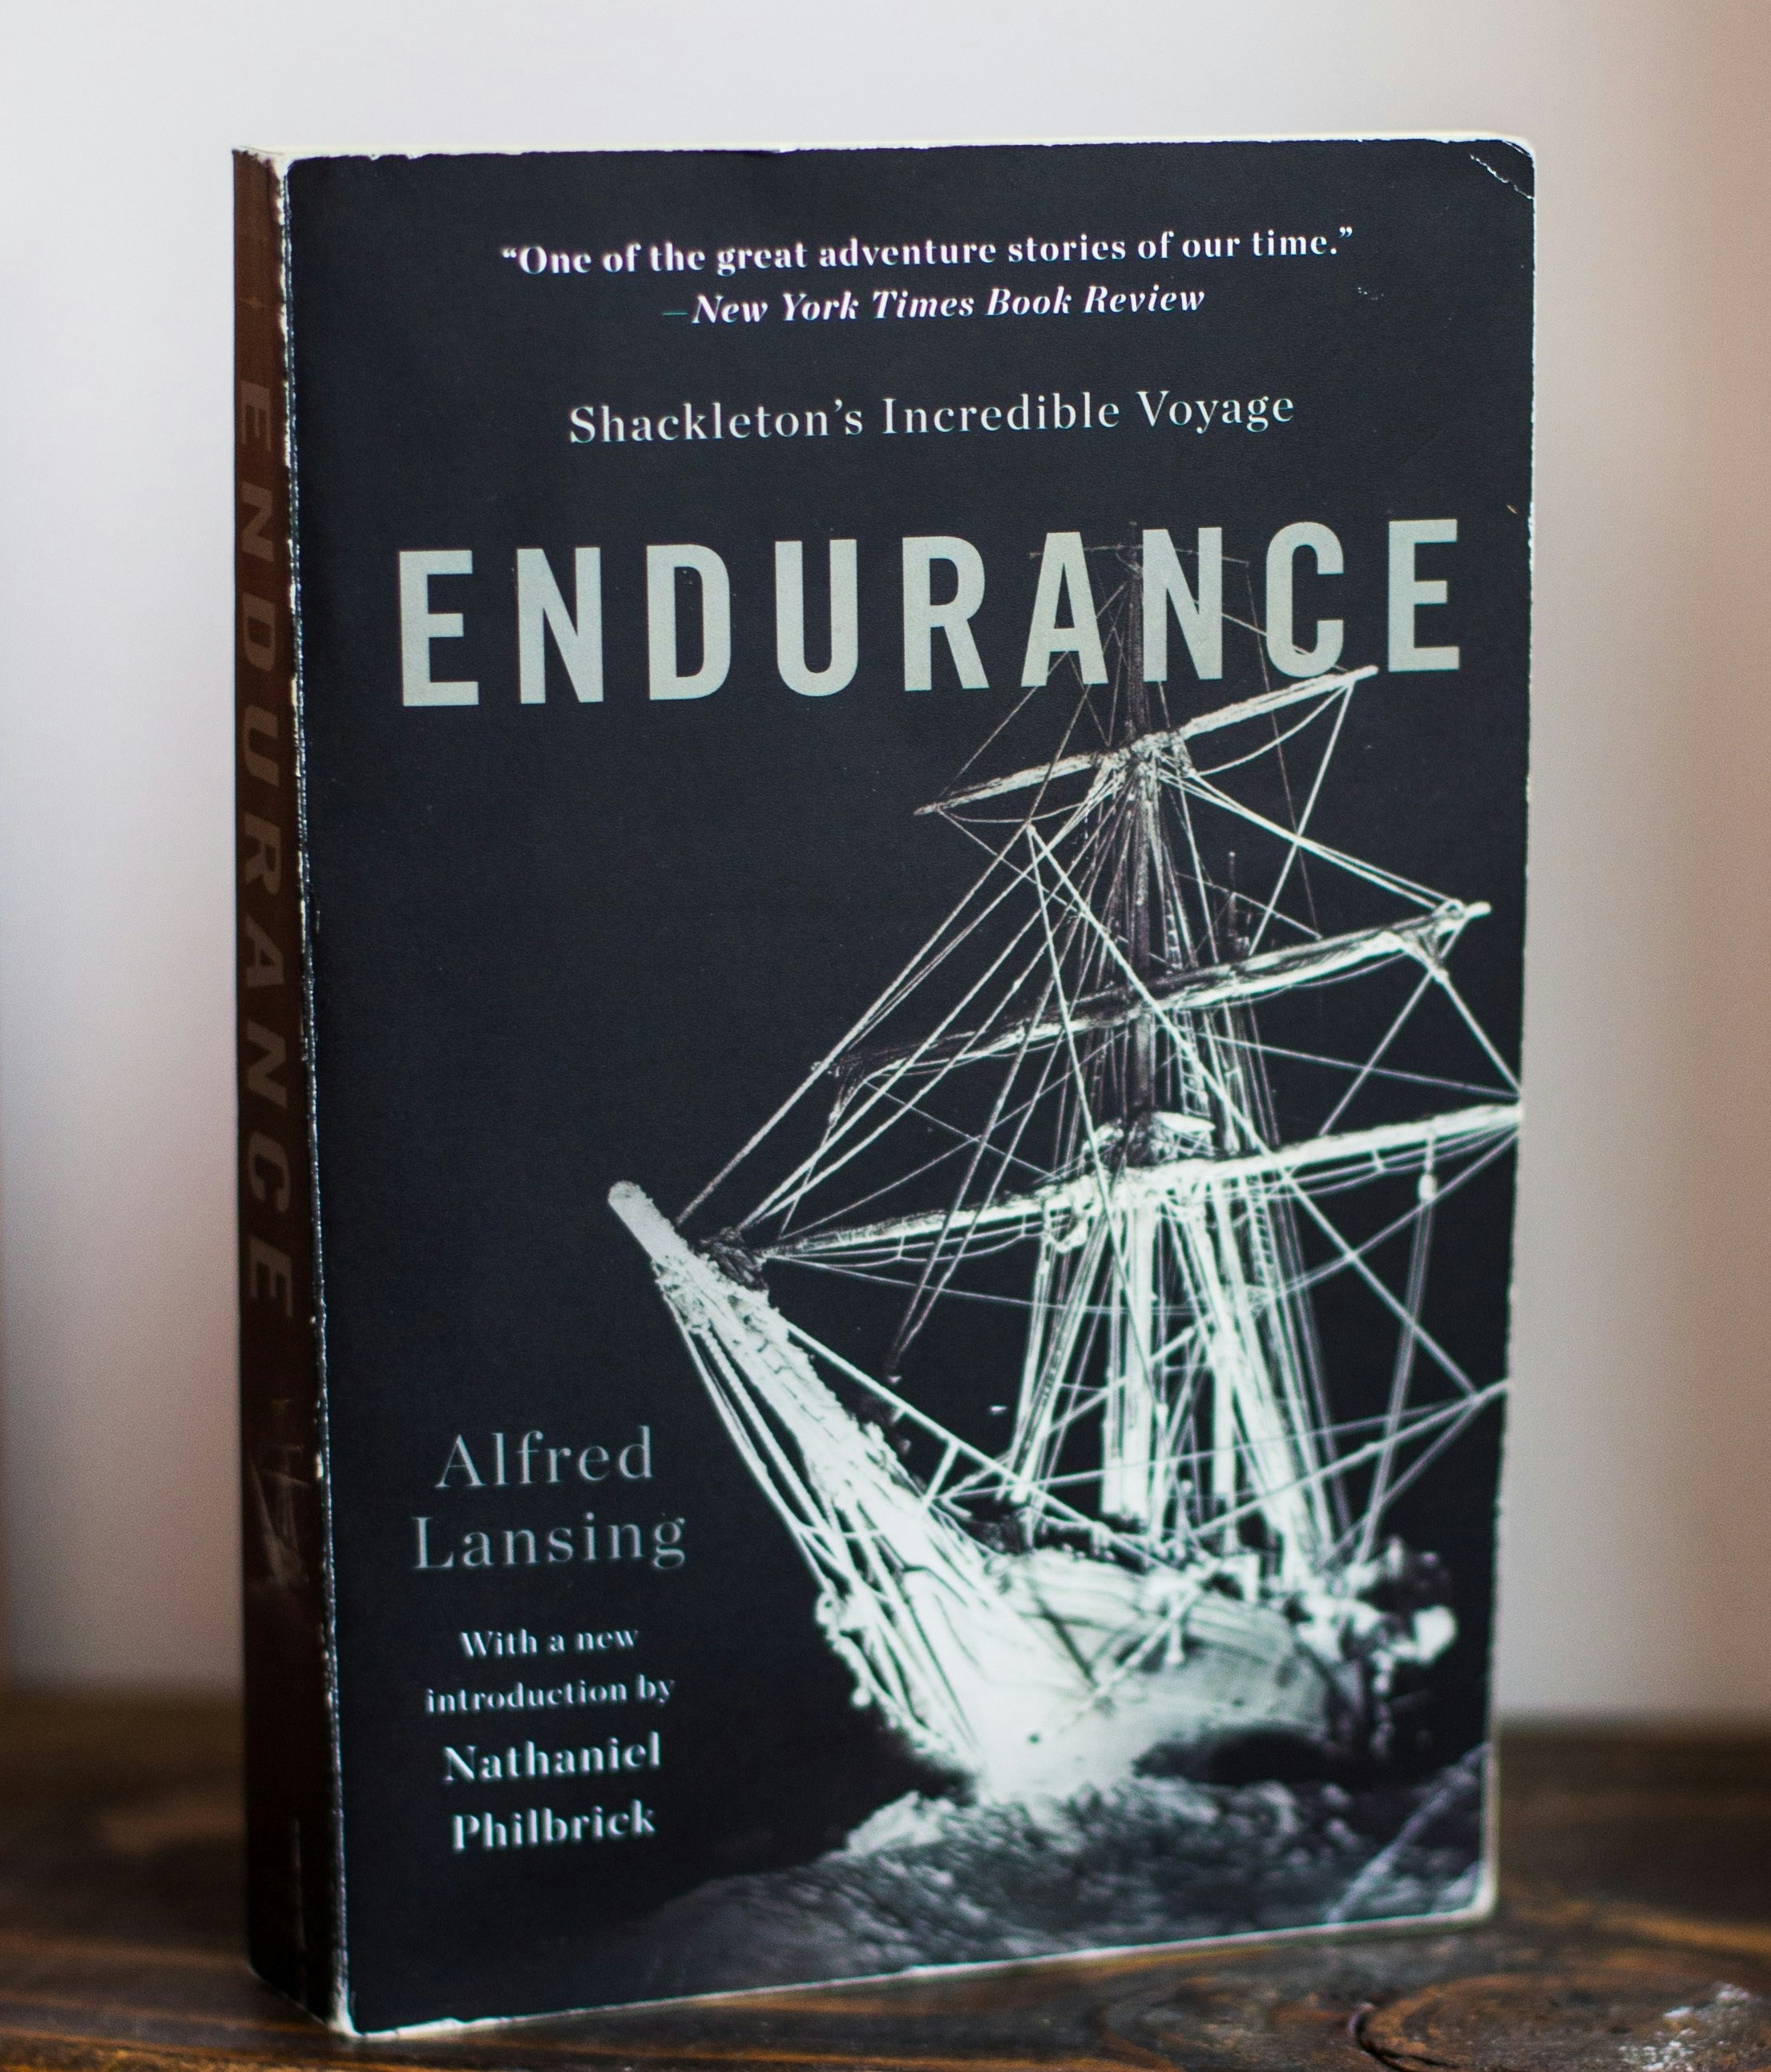 “One of the great adventure stories of our time.”
—New York Times Book Review
Shackleton’s Incredible Voyage
ENDURANCE
Alfred
Lansing
With a new
introduction by
Nathaniel
Philbrick
ENDURANCE